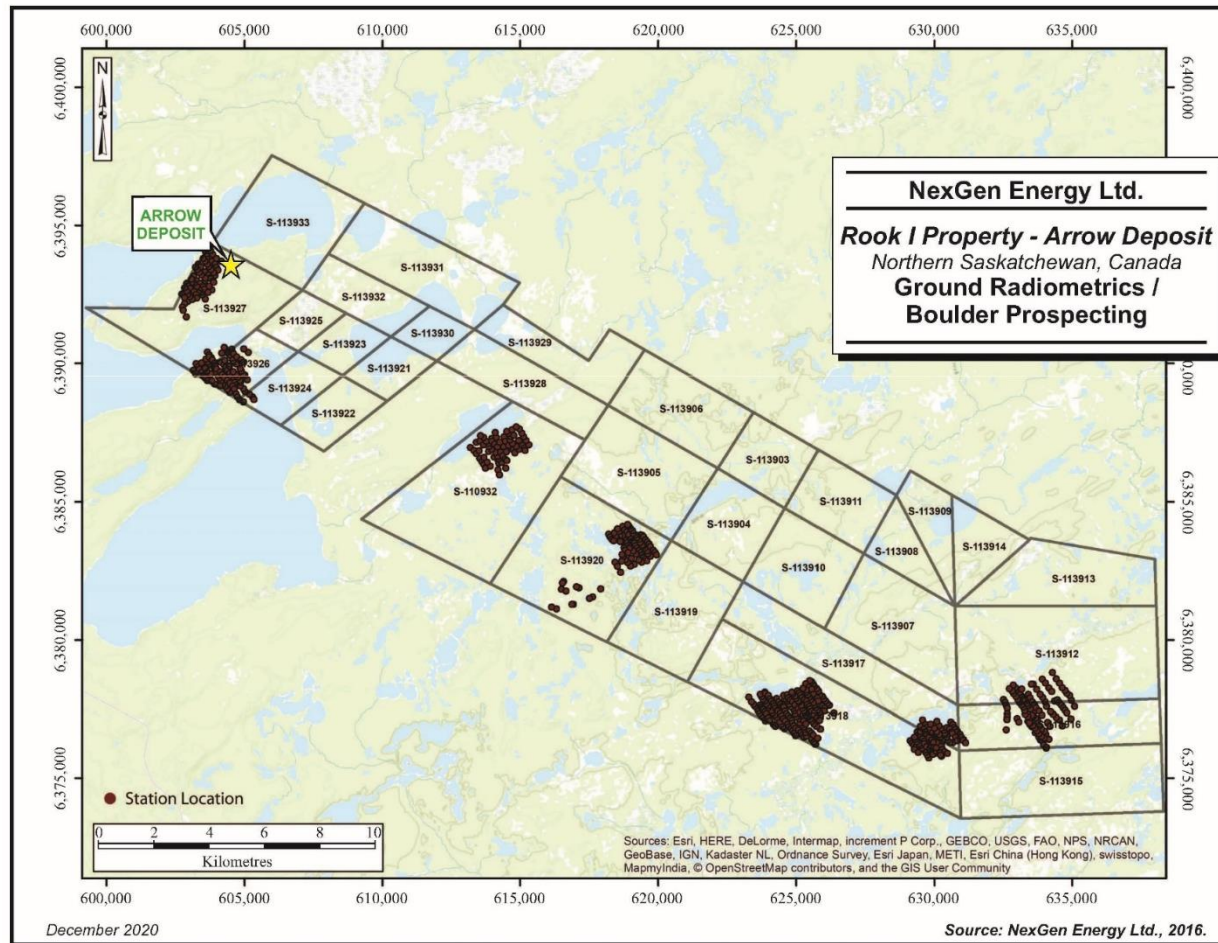 600,000 605,000 610,000 615,000 620,000 625,000 630,000 635,000
6,400,000
6,400,000
N
NexGen Energy Ltd.
Rook I Property - Arrow Deposit
Northern Saskatchewan, Canada
Ground Radiometrics /
Boulder Prospecting
ARROW
DEPOSIT
6,395,000
S-113933
S-113931
S-113932
S-113927
S-113925
S-113930
S-113923
S-113929
6,390,000
S-113921
S-113924
S-113928
S-113922
S-113906
S-113903
S-113905
S-110932
6,385,000
6,385,000
S-113911
S-113909
S-113904
S-113914
S-113908
S-113920
S-113910
S-113913
S-113919
S-113907
6,380,000
6,380,000
S-113912
S-113917
6,375,000
6,375,000
S-113915
Station Location
0 2 4 6 8 10
Kilometres
Sources: Esri, HERE, DeLorme, Intermap, increment P Corp., GEBCO, USGS, FAO, NPS, NRCAN,
GeoBase, IGN, Kadaster NL, Ordnance Survey, Esri Japan, METI, Esri China (Hong Kong), swisstopo,
MapmyIndia, © OpenStreetMap contributors, and the GIS User Community
600,000 605,000 610,000 615,000 620,000 625,000 630,000 635,000
December 2020
Source: NexGen Energy Ltd., 2016.